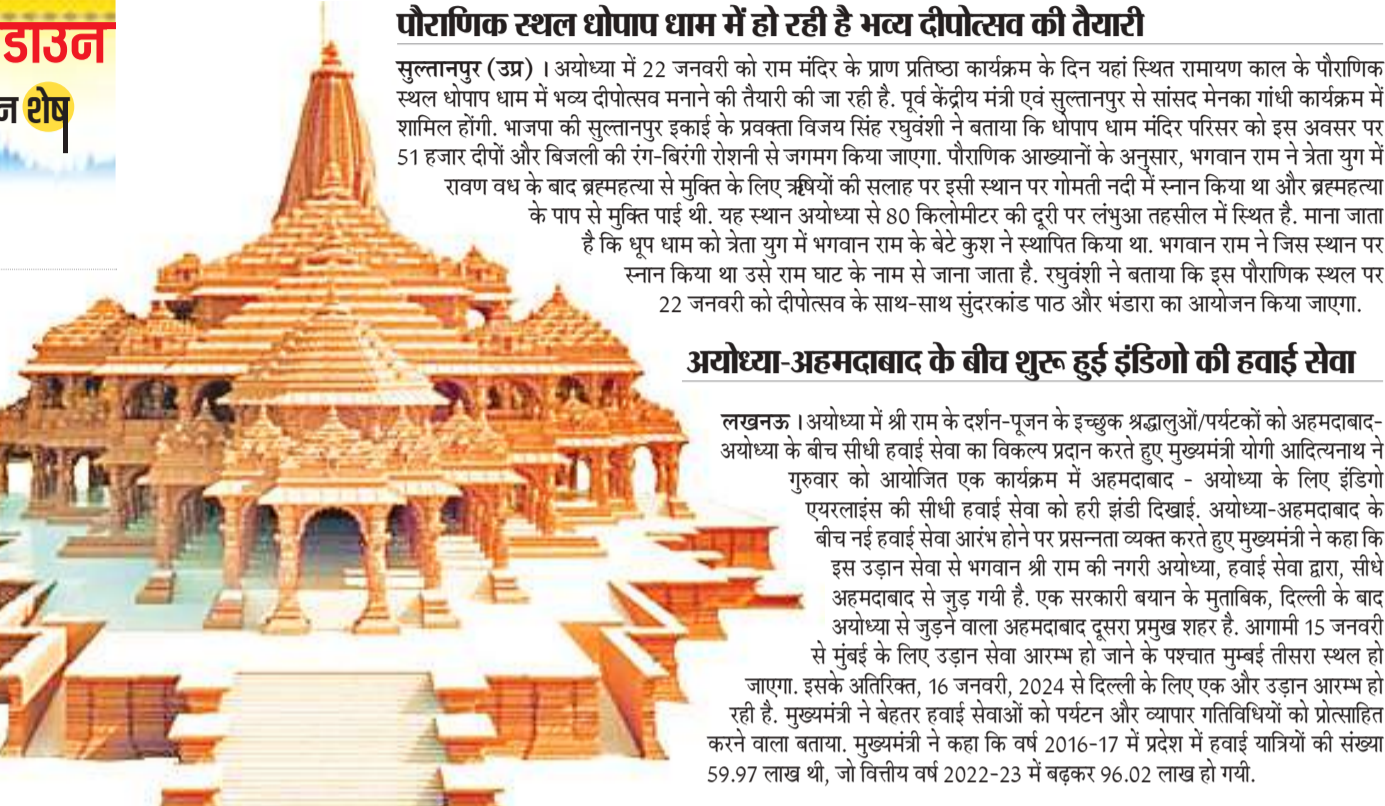 डाउन
न शेष
पौराणिक स्थल धोपाप धाम में हो रही है भव्य दीपोत्सव की तैयारी
सुल्तानपुर (उप्र) । अयोध्या में 22 जनवरी को राम मंदिर के प्राण प्रतिष्ठा कार्यक्रम के दिन यहां स्थित रामायण काल के पौराणिक
स्थल धोपाप धाम में भव्य दीपोत्सव मनाने की तैयारी की जा रही है. पूर्व केंद्रीय मंत्री एवं सुल्तानपुर से सांसद मेनका गांधी कार्यक्रम में
शामिल होंगी. भाजपा की सुल्तानपुर इकाई के प्रवक्ता विजय सिंह रघुवंशी ने बताया कि धोपाप धाम मंदिर परिसर को इस अवसर पर
51 हजार दीपों और बिजली की रंग-बिरंगी रोशनी से जगमग किया जाएगा. पौराणिक आख्यानों के अनुसार, भगवान राम ने त्रेता युग में
रावण वध के बाद ब्रह्महत्या से मुक्ति के लिए ऋषियों की सलाह पर इसी स्थान पर गोमती नदी में स्नान किया था और ब्रह्महत्या
के पाप से मुक्ति पाई थी. यह स्थान अयोध्या से 80 किलोमीटर की दूरी पर लंभुआ तहसील में स्थित है. माना जाता
है कि धूप धाम को त्रेता युग में भगवान राम के बेटे कुश ने स्थापित किया था. भगवान राम ने जिस स्थान पर
स्नान किया था उसे राम घाट के नाम से जाना जाता है. रघुवंशी ने बताया कि इस पौराणिक स्थल पर
22 जनवरी को दीपोत्सव के साथ-साथ सुंदरकांड पाठ और भंडारा का आयोजन किया जाएगा.
अयोध्या-अहमदाबाद के बीच शुरू हुई इंडिगो की हवाई सेवा
लखनऊ । अयोध्या में श्री राम के दर्शन-पूजन के इच्छुक श्रद्धालुओं/पर्यटकों को अहमदाबाद-
अयोध्या के बीच सीधी हवाई सेवा का विकल्प प्रदान करते हुए मुख्यमंत्री योगी आदित्यनाथ ने
गुरुवार को आयोजित एक कार्यक्रम में अहमदाबाद - अयोध्या के लिए इंडिगो
एयरलाइंस की सीधी हवाई सेवा को हरी झंडी दिखाई. अयोध्या-अहमदाबाद के
बीच नई हवाई सेवा आरंभ होने पर प्रसन्नता व्यक्त करते हुए मुख्यमंत्री ने कहा कि
इस उड़ान सेवा से भगवान श्री राम की नगरी अयोध्या, हवाई सेवा द्वारा, सीधे
अहमदाबाद से जुड़ गयी है. एक सरकारी बयान के मुताबिक, दिल्ली के बाद
अयोध्या से जुड़ने वाला अहमदाबाद दूसरा प्रमुख शहर है. आगामी 15 जनवरी
से मुंबई के लिए उड़ान सेवा आरम्भ हो जाने के पश्चात मुम्बई तीसरा स्थल हो
जाएगा. इसके अतिरिक्त, 16 जनवरी, 2024 से दिल्ली के लिए एक और उड़ान आरम्भ हो
रही है. मुख्यमंत्री ने बेहतर हवाई सेवाओं को पर्यटन और व्यापार गतिविधियों को प्रोत्साहित
करने वाला बताया. मुख्यमंत्री ने कहा कि वर्ष 2016-17 में प्रदेश में हवाई यात्रियों की संख्या
59.97 लाख थी, जो वित्तीय वर्ष 2022-23 में बढ़कर 96.02 लाख हो गयी.